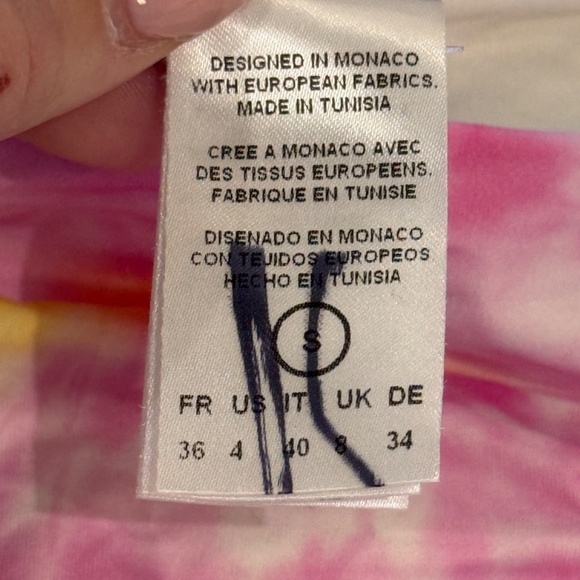 DESIGNED IN MONACO
WITH EUROPEAN FABRICS.
MADE IN TUNISIA
CREE A MONACO AVEC
DES TISSUS EUROPEENS.
FABRIQUE EN TUNISIE
DISENADO EN MONACO
CON TEJIDOS EUROPEOS
HECHO EN TUNISIA
S
FR US IT UK DE
36 4 40 8 34